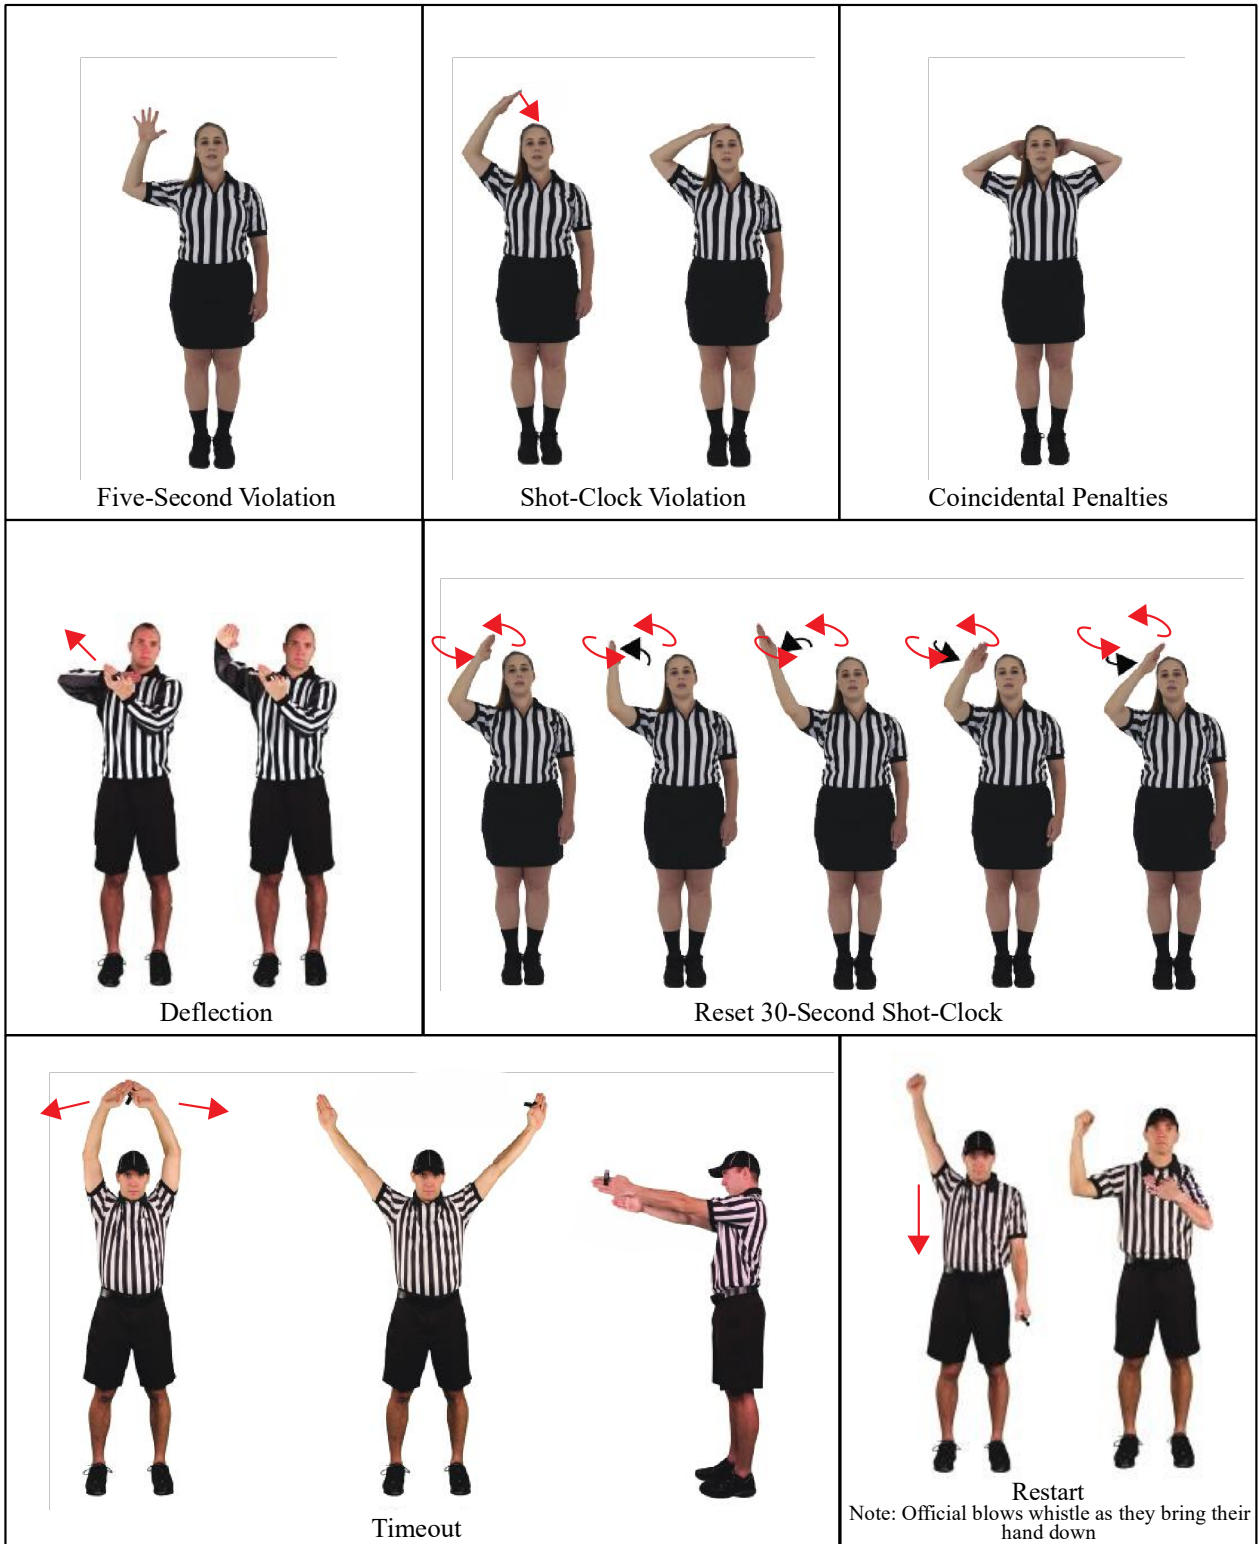 Five-Second Violation
Shot-Clock Violation
Coincidental Penalties
Deflection
Reset 30-Second Shot-Clock
Timeout
Restart
Note: Official blows whistle as they bring their
hand down